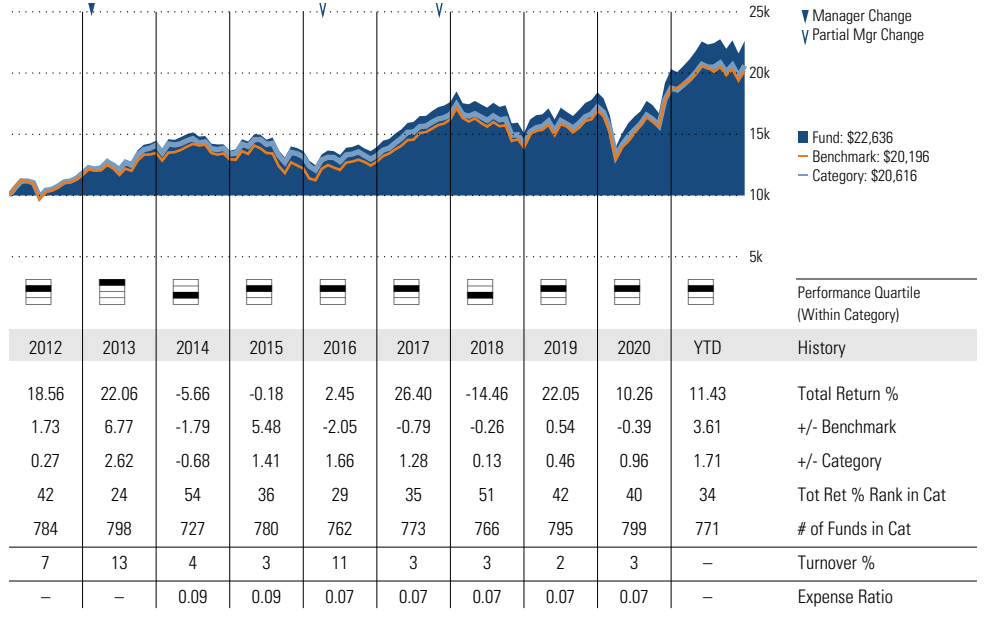 25k
Manager Change
Partial Mgr Change
20k
15k
Fund: $22,636
Benchmark: $20,196
Category: $20,616
10k
5k
Performance Quartile
(Within Category)
2012 2013 2014 2015 2016 2017 2018 2019 2020 YTD History
18.56 22.06 -5.66 -0.18 2.45 26.40 -14.46 22.05 10.26 11.43 Total Return %
1.73 6.77 -1.79 5.48 -2.05 -0.79 -0.26 0.54 -0.39 3.61 +/- Benchmark
0.27 2.62 -0.68 1.41 1.66 1.28 0.13 0.46 0.96 1.71 +/- Category
42 24 54 36 29 35 51 42 40 34 Tot Ret % Rank in Cat
784 798 727 780 762 773 766 795 799 771 # of Funds in Cat
7 13 4 3 11 3 3 2 3 – Turnover %
– – 0.09 0.09 0.07 0.07 0.07 0.07 0.07 – Expense Ratio